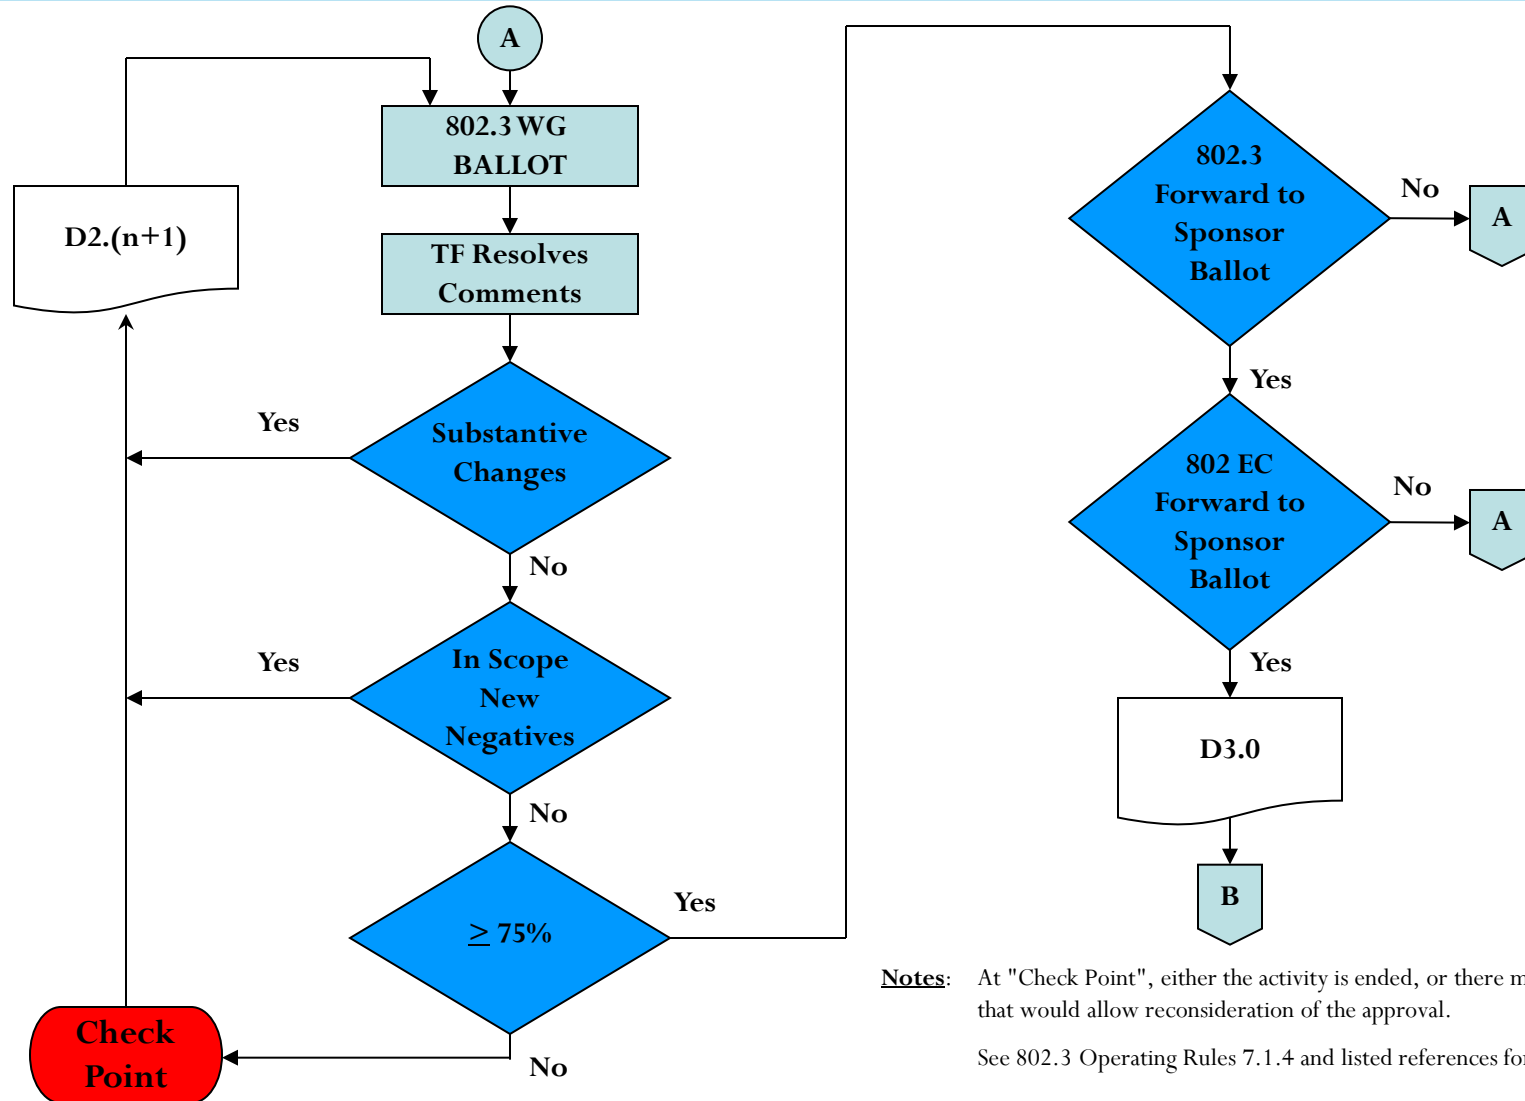 A
802.3 WG
BALLOT
D2.(n+1)
TF Resolves
Comments
Yes
Substantive
Changes
No
Yes
In Scope
New
Negatives
No
≥ 75%
Yes
Check
Point
No
802.3
Forward to
Sponsor
Ballot
No
A
Yes
802 EC
Forward to
Sponsor
Ballot
No
A
Yes
D3.0
B
Notes: At "Check Point", either the activity is ended, or there
that would allow reconsideration of the approval.
See 802.3 Operating Rules 7.1.4 and listed references for